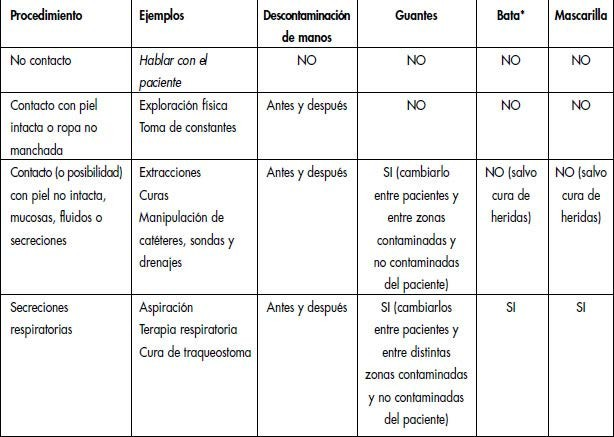 Procedimiento
Ejemplos
Descontaminación
de manos
Guantes
Bata*
Mascarilla
No contacto
Hablar con el
paciente
NO
NO
NO
NO
Contacto con piel
intacta o ropa no
manchada
Exploración física
Toma de constantes
Antes y después
NO
NO
NO
Contacto (o posibilidad)
con piel no intacta,
mucosas, fluidos o
secreciones
Extracciones
Curas
Manipulación de
catéteres, sondas y
drenajes
Antes y después
SI (cambiarlo
entre pacientes y
entre zonas
contaminadas y
no contaminadas
del paciente)
NO (salvo
cura de
heridas)
NO (salvo
cura de
heridas)
Secreciones
respiratorias
Aspiración
Terapia respiratoria
Cura de traqueostoma
Antes y después
SI (cambiarlos
entre pacientes y
entre distintas
zonas contaminadas
y no contaminadas
del paciente)
SI
SI